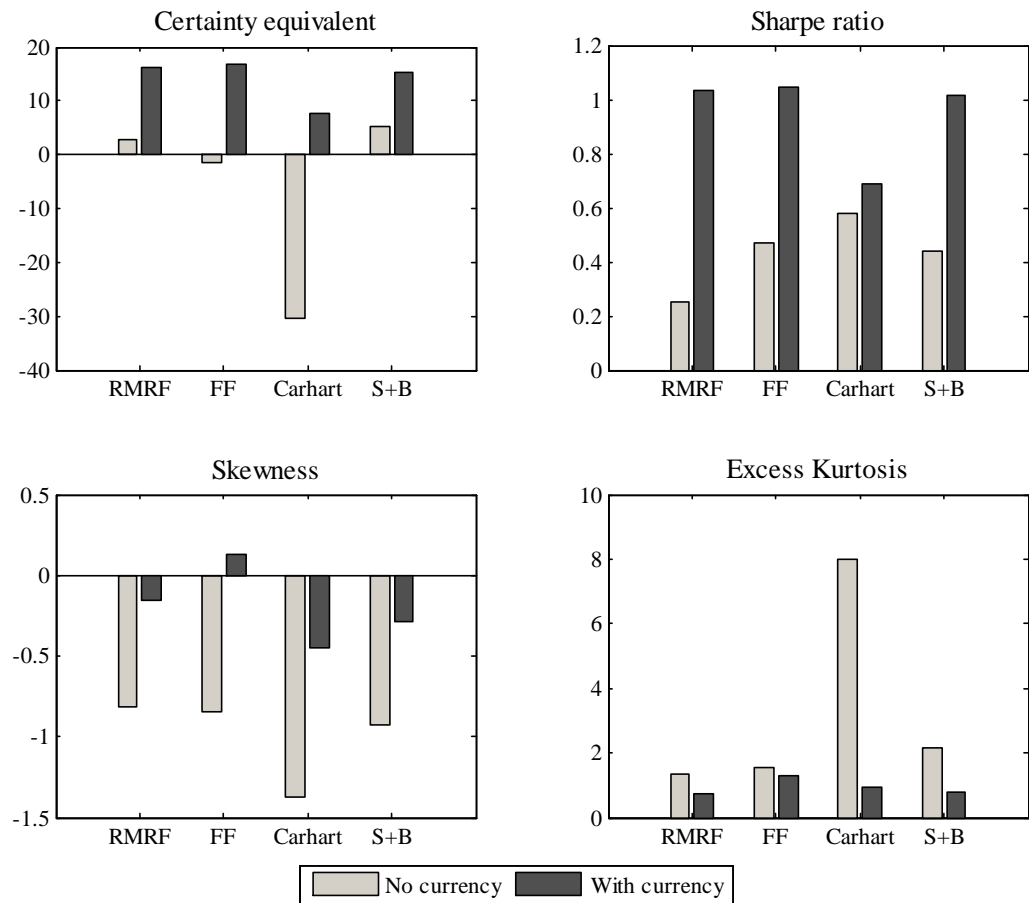 Certainty equivalent
20
10
0
-10
-20
-30
-40
RMRF FF Carhart S+B
Sharpe ratio
1.2
1
0.8
0.6
0.4
0.2
0
RMRF FF Carhart S+B
Skewness
0.5
0
-0.5
-1
-1.5
RMRF FF Carhart S+B
Excess Kurtosis
10
8
6
4
2
0
RMRF FF Carhart S+B
No currency With currency